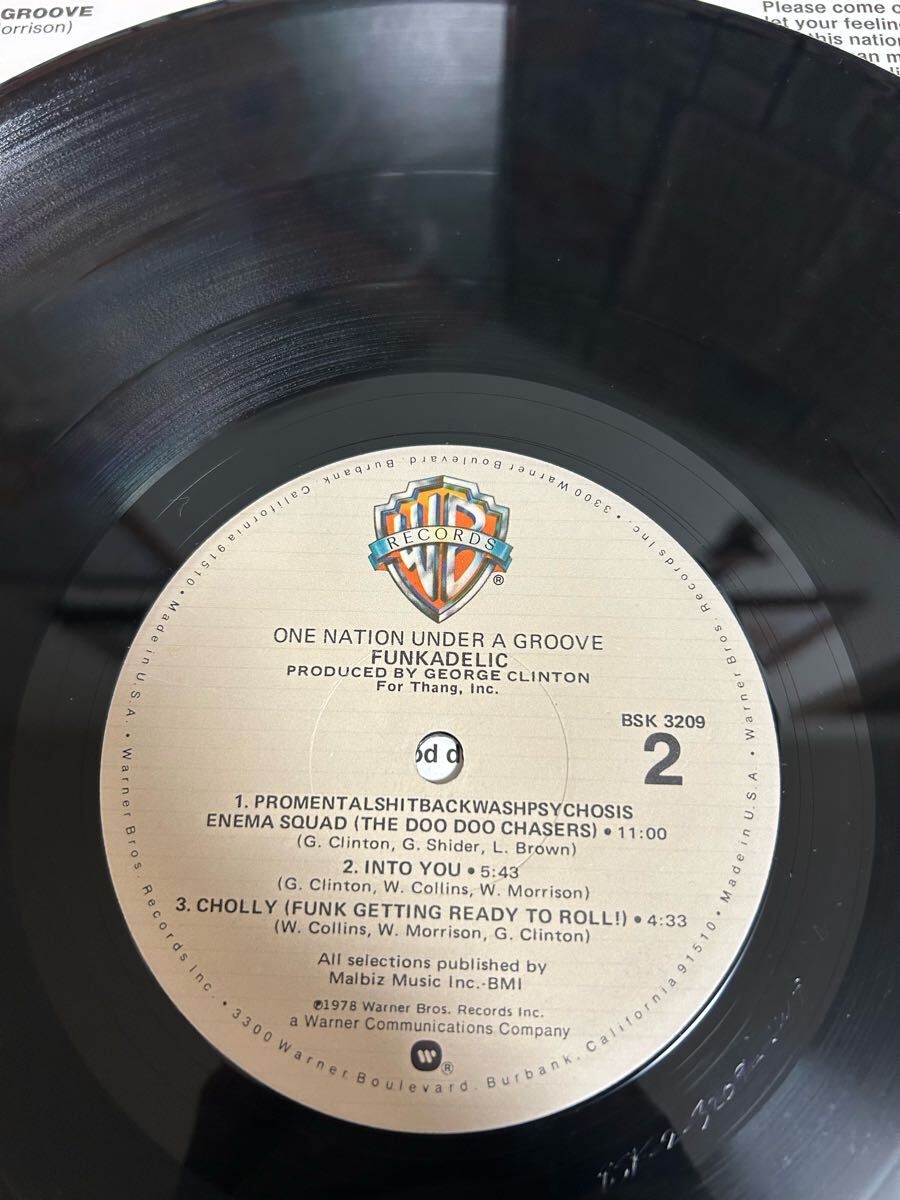 GROOVE
orrison)
Please come o
let your feelin
this nation
an m
WB
RECORDS
®
ONE NATION UNDER A GROOVE
FUNKADELIC
PRODUCED BY GEORGE CLINTON
For Thang, Inc.
BSK 3209
2
od d
1. PROMENTALSHITBACKWASHPSYCHOSIS
ENEMA SQUAD (THE DOO DOO CHASERS) • 11:00
(G. Clinton, G. Shider, L. Brown)
2. INTO YOU • 5:43
(G. Clinton, W. Collins, W. Morrison)
3. CHOLLY (FUNK GETTING READY TO ROLL!) • 4:33
(W. Collins, W. Morrison, G. Clinton)
All selections published by
Malbiz Music Inc.-BMI
℗1978 Warner Bros. Records Inc.
a Warner Communications Company
®
Warner Bros. Records Inc. • 3300 Warner Boulevard. Burbank. California 91510 • Made in U.S.A. • Warner Bros. Records Inc. • 3300 Warner Boulevard. Burbank. California 91510 • Made in U.S.A. •